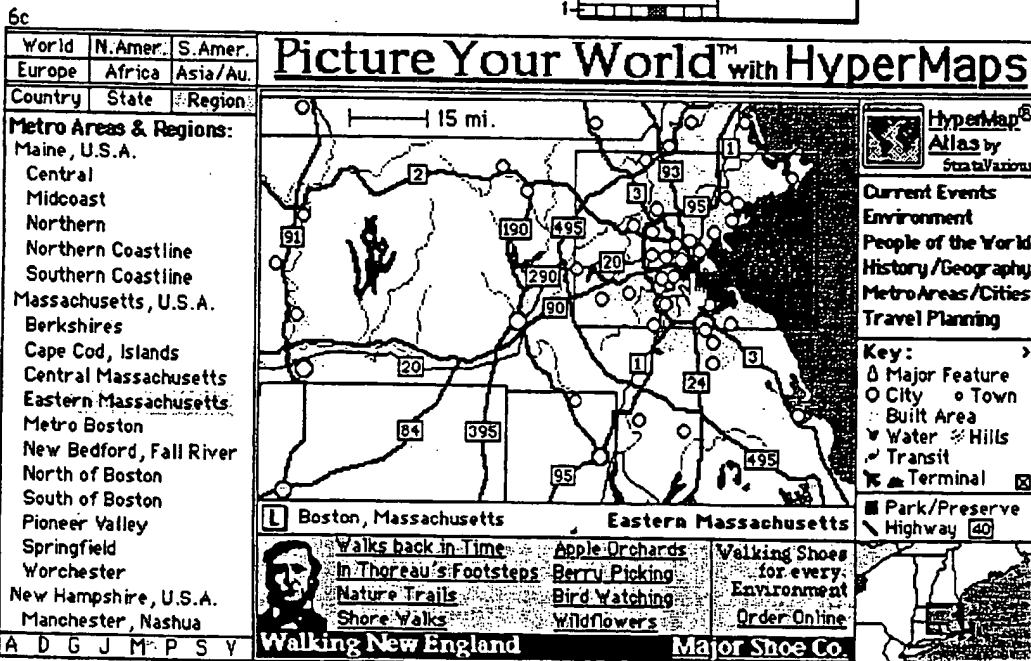 6c
1
World N.Amer. S.Amer.
Europe Africa Asia/Au.
Country State Region
Picture Your World™ with HyperMaps
Metro Areas & Regions:
Maine, U.S.A.
Central
Midcoast
Northern
Northern Coastline
Southern Coastline
Massachusetts, U.S.A.
Berkshires
Cape Cod, Islands
Central Massachusetts
Eastern Massachusetts
Metro Boston
New Bedford, Fall River
North of Boston
South of Boston
Pioneer Valley
Springfield
Worchester
New Hampshire, U.S.A.
Manchester, Nashua
A D G J M P S V
15 mi.
1
2
93
3
95
91
190
495
20
290
90
20
1
3
24
84
395
95
495
L Boston, Massachusetts Eastern Massachusetts
HyperMap®
Atlas by
StrataVarious
Current Events
Environment
People of the World
History/Geography
Metro Areas/Cities
Travel Planning
Key: >
Major Feature
City Town
Built Area
Water Hills
Transit
Terminal
Park/Preserve
Highway 40
Walks back in Time
In Thoreau's Footsteps
Nature Trails
Shore Walks
Apple Orchards
Berry Picking
Bird Watching
Wildflowers
Walking Shoes
for every
Environment
Order Online
Walking New England Major Shoe Co.